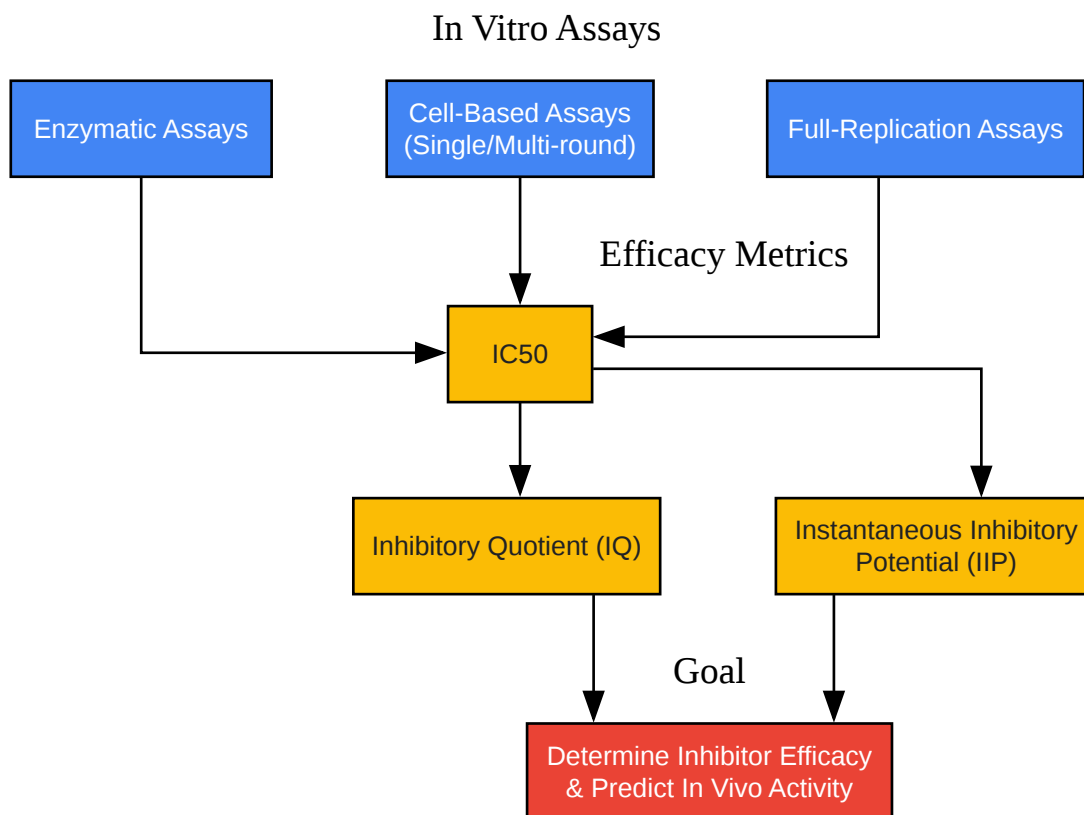 In Vitro Assays
Enzymatic Assays
Cell-Based Assays
(Single/Multi-round)
Full-Replication Assays
Efficacy Metrics
IC50
Inhibitory Quotient (IQ)
Instantaneous Inhibitory
Potential (IIP)
Goal
Determine Inhibitor Efficacy
& Predict In Vivo Activity